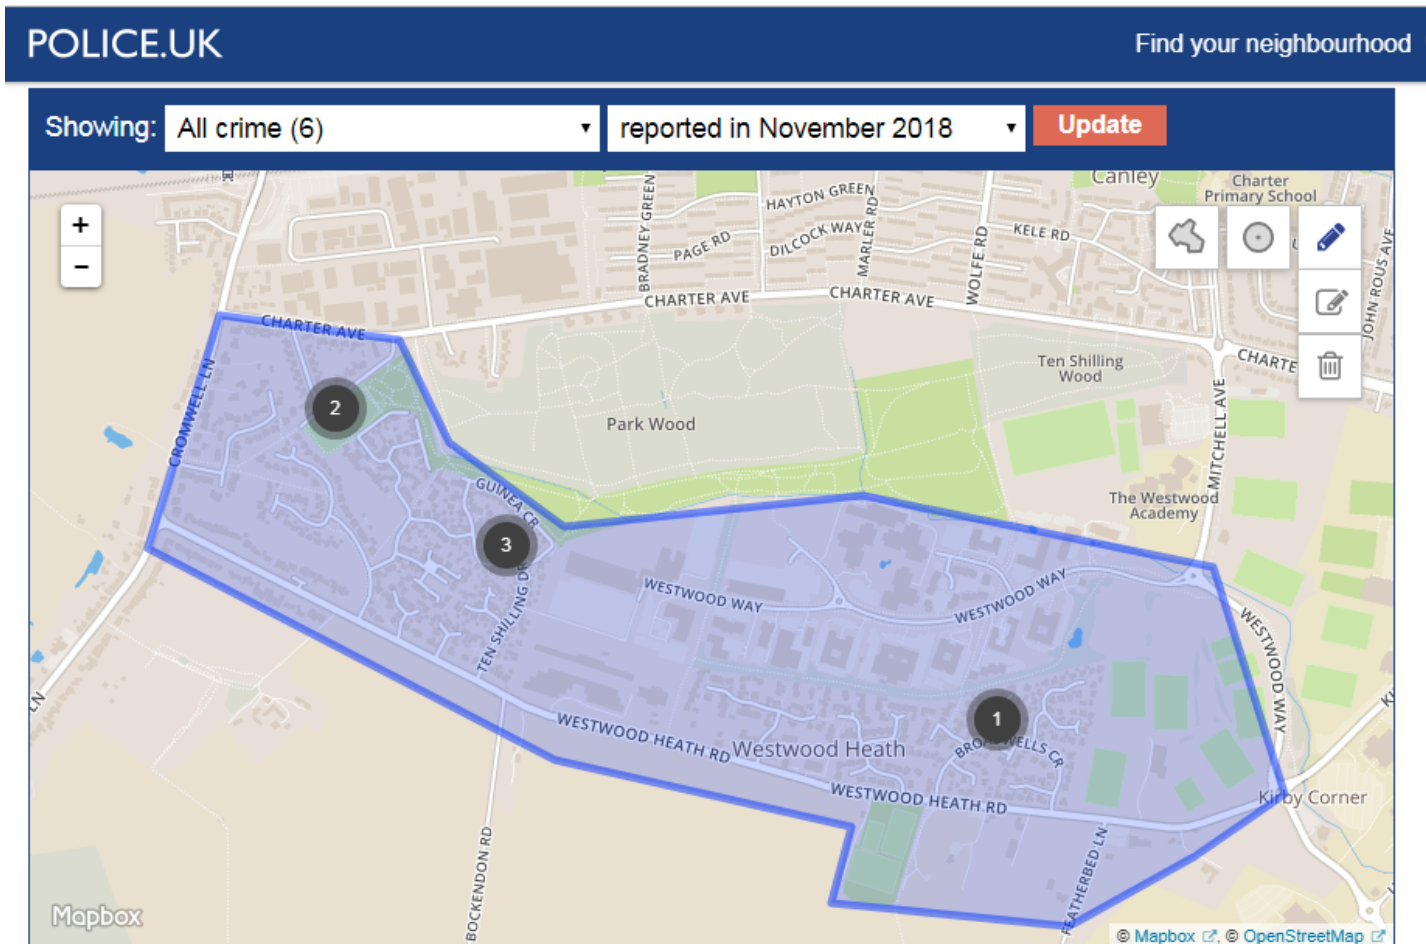 POLICE.UK
Find your neighbourhood
Showing:
All crime (6)
reported in November 2018
Update
+
−
Canley
Charter
Primary School
HAYTON GREEN
BRADNEY GREEN
PAGE RD
DILCOCK WAY
MARLER RD
WOLFE RD
KELE RD
JOHN ROUS AVE
CHARTER AVE
CHARTER AVE
CHARTER AVE
CHARTE
CROMWELL LN
2
Park Wood
Ten Shilling
Wood
MITCHELL AVE
GUINEA CR
The Westwood
Academy
3
TEN SHILLING DR
WESTWOOD WAY
WESTWOOD WAY
WESTWOOD WAY
LN
WESTWOOD HEATH RD
Westwood Heath
1
BROADWELLS CR
WESTWOOD HEATH RD
Kirby Corner
BOCKENDON RD
FEATHERBED LN
Mapbox
© Mapbox, © OpenStreetMap